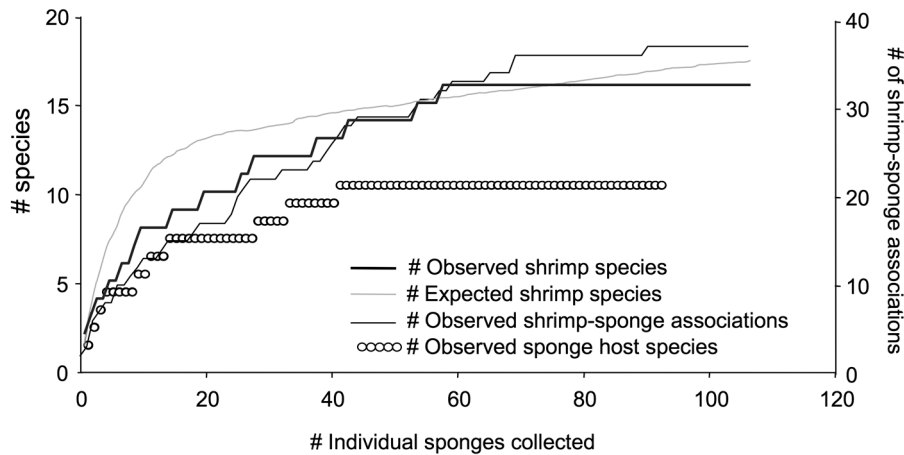 20
15
10
5
0
# species
40
30
20
10
0
# of shrimp-sponge
associations
# Observed shrimp species
# Expected shrimp species
# Observed shrimp-sponge associations
# Observed sponge host species
0 20 40 60 80 100 120
# Individual sponges collected